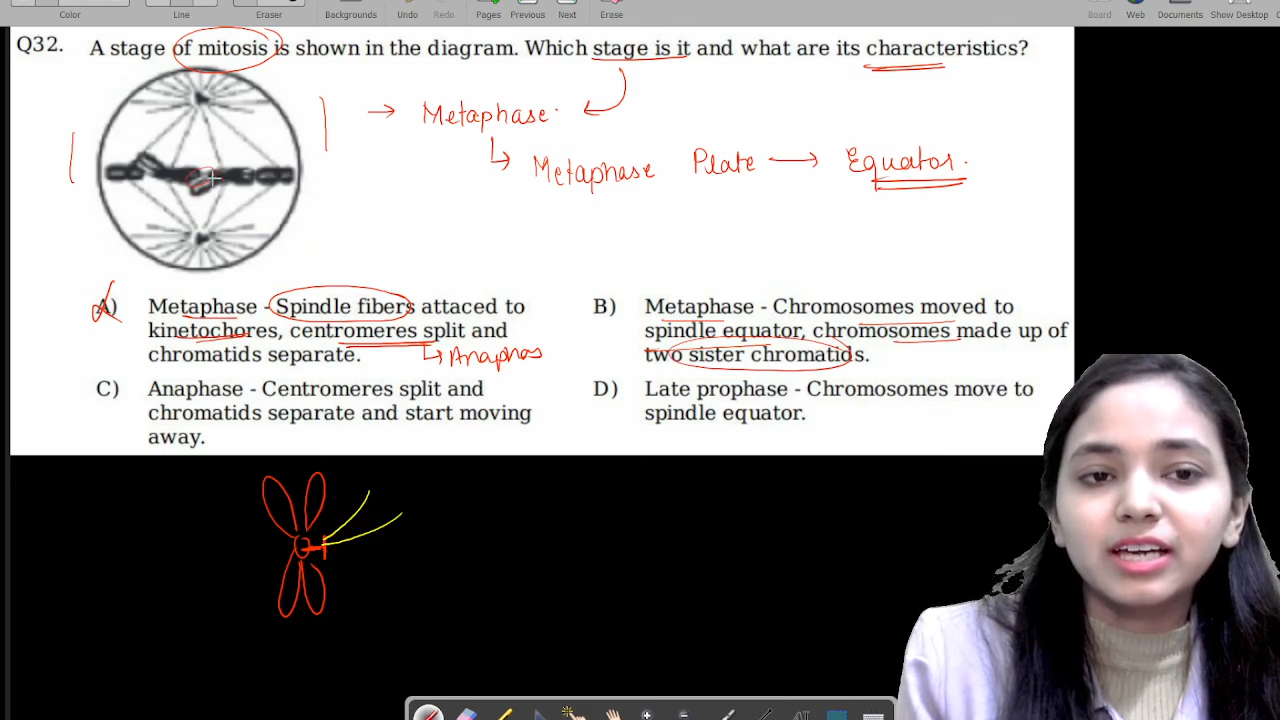 Color Line Eraser Backgrounds Undo Redo Pages Previous Next Erase Board Web Documents Show Desktop
Q32. A stage of mitosis is shown in the diagram. Which stage is it and what are its characteristics?
→ Metaphase.
Metaphase Plate → Equator.
A) Metaphase - Spindle fibers attaced to
kinetochores, centromeres split and
chromatids separate.
Anaphas
B) Metaphase - Chromosomes moved to
spindle equator, chromosomes made up of
two sister chromatids.
C) Anaphase - Centromeres split and
chromatids separate and start moving
away.
D) Late prophase - Chromosomes move to
spindle equator.